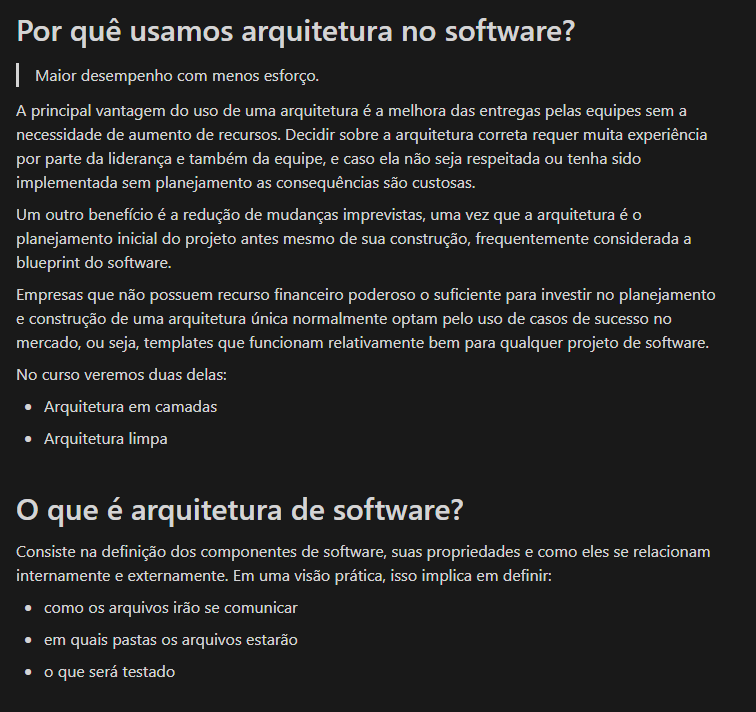 Por quê usamos arquitetura no software?
Maior desempenho com menos esforço.
A principal vantagem do uso de uma arquitetura é a melhora das entregas pelas equipes sem a
necessidade de aumento de recursos. Decidir sobre a arquitetura correta requer muita experiência
por parte da liderança e também da equipe, e caso ela não seja respeitada ou tenha sido
implementada sem planejamento as consequências são custosas.
Um outro benefício é a redução de mudanças imprevistas, uma vez que a arquitetura é o
planejamento inicial do projeto antes mesmo de sua construção, frequentemente considerada a
blueprint do software.
Empresas que não possuem recurso financeiro poderoso o suficiente para investir no planejamento
e construção de uma arquitetura única normalmente optam pelo uso de casos de sucesso no
mercado, ou seja, templates que funcionam relativamente bem para qualquer projeto de software.
No curso veremos duas delas:
• Arquitetura em camadas
• Arquitetura limpa
O que é arquitetura de software?
Consiste na definição dos componentes de software, suas propriedades e como eles se relacionam
internamente e externamente. Em uma visão prática, isso implica em definir:
• como os arquivos irão se comunicar
• em quais pastas os arquivos estarão
• o que será testado